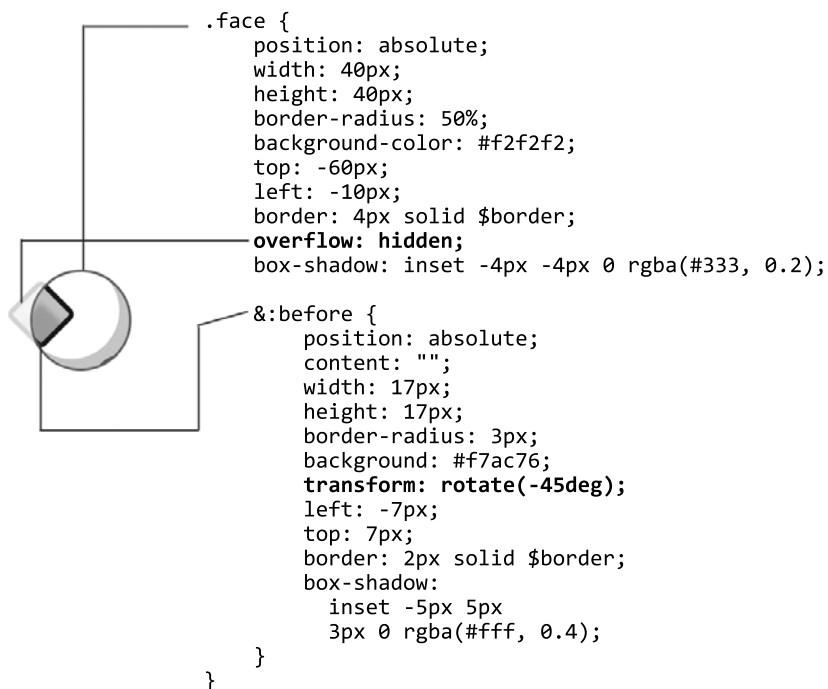 .face {
    position: absolute;
    width: 40px;
    height: 40px;
    border-radius: 50%;
    background-color: #f2f2f2;
    top: -60px;
    left: -10px;
    border: 4px solid $border;
    overflow: hidden;
    box-shadow: inset -4px -4px 0 rgba(#333, 0.2);
    &:before {
        position: absolute;
        content: "";
        width: 17px;
        height: 17px;
        border-radius: 3px;
        background: #f7ac76;
        transform: rotate(-45deg);
        left: -7px;
        top: 7px;
        border: 2px solid $border;
        box-shadow:
          inset -5px 5px
          3px 0 rgba(#fff, 0.4);
    }
}